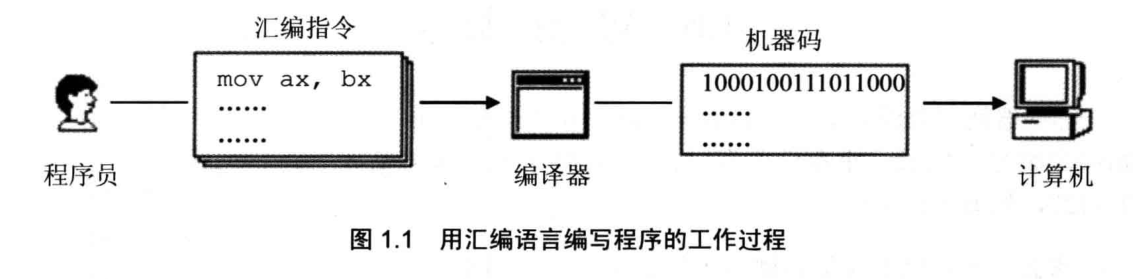 汇编指令
mov ax, bx
……
……
机器码
1000100111011000
……
……
程序员
编译器
计算机
图 1.1 用汇编语言编写程序的工作过程